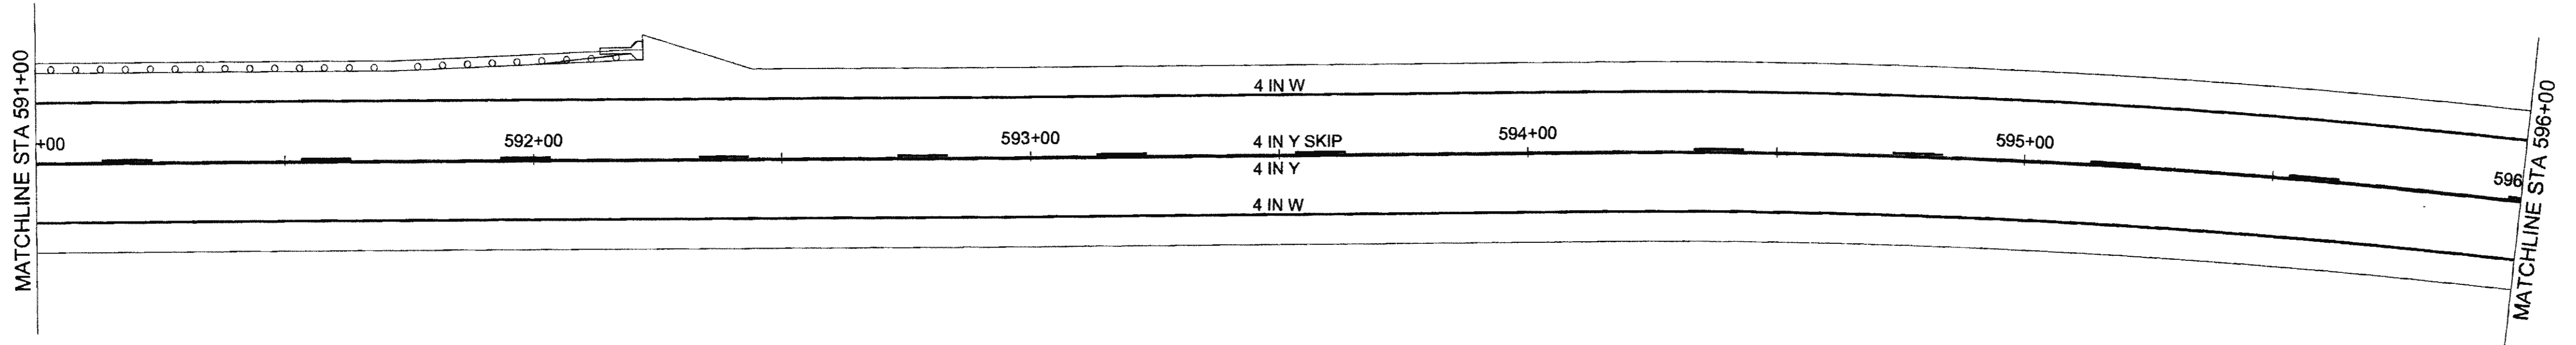 MATCHLINE STA 591+00
+00
592+00
593+00
4 IN W
4 IN Y SKIP
4 IN Y
4 IN W
594+00
595+00
596
MATCHLINE STA 596+00